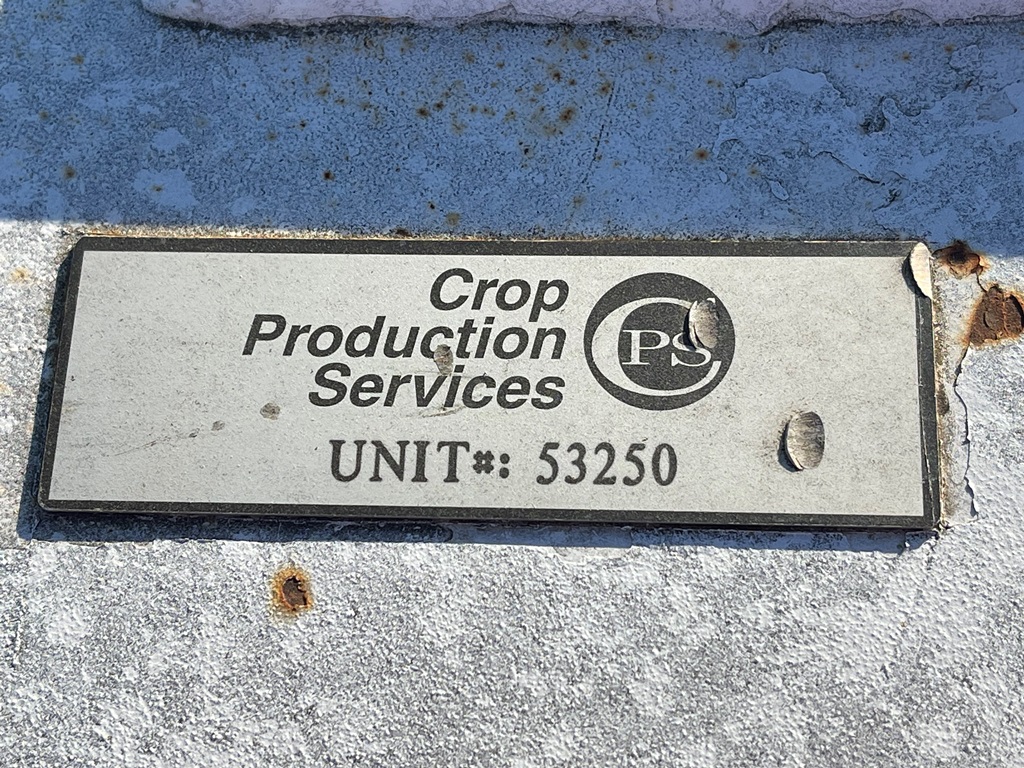 Crop
Production
Services
CPS
UNIT#: 53250